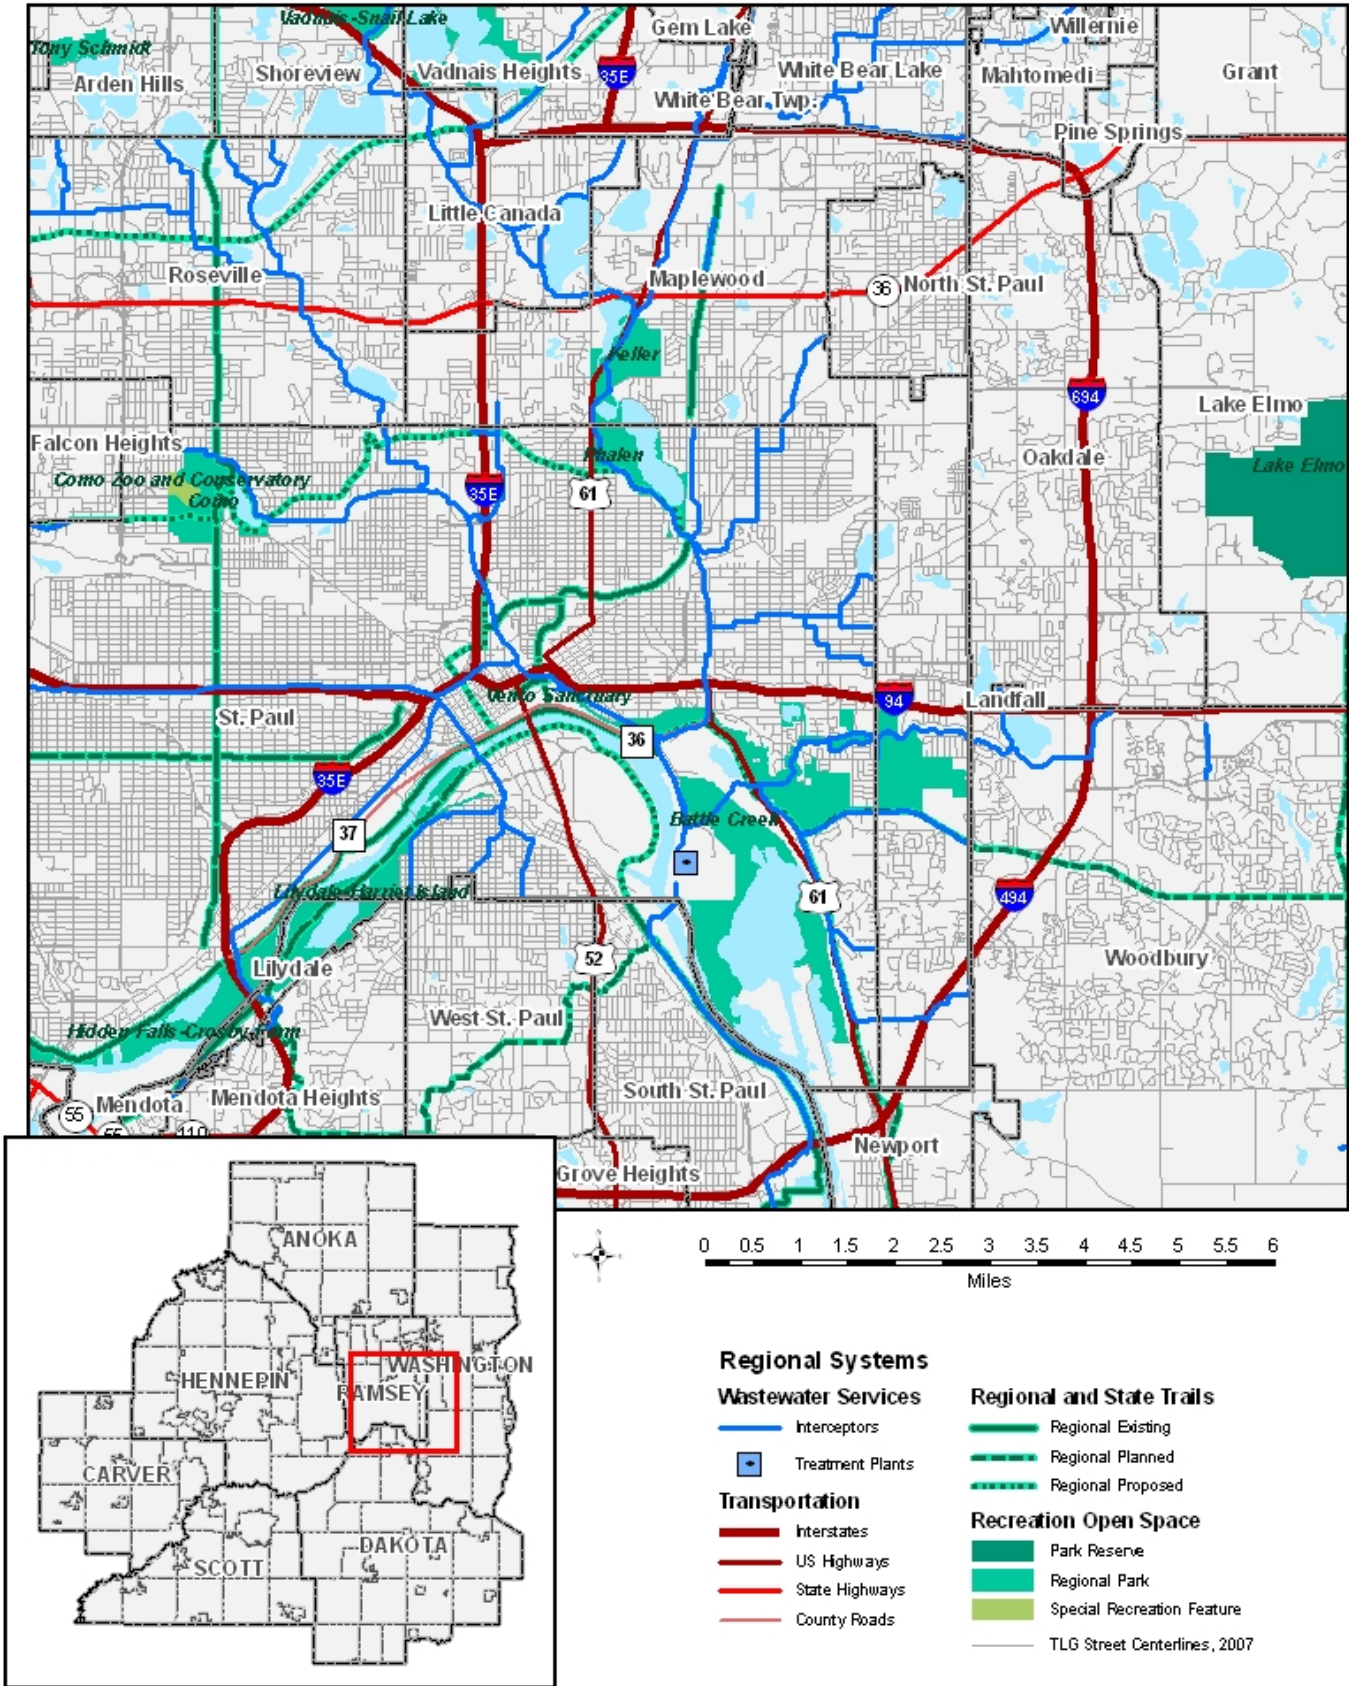 Vadnais-Snail Lake
Gem Lake
Willernie
Tony Schmidt
Arden Hills
Shoreview
Vadnais Heights
35E
White Bear Lake
Mahtomedi
Grant
White Bear Twp.
Pine Springs
Little Canada
Roseville
Maplewood
36
North St. Paul
Keller
694
Lake Elmo
Falcon Heights
Phalen
Oakdale
Lake Elmo
Como Zoo and Conservatory
Como
35E
61
Vento Sanctuary
94
Landfall
St. Paul
36
35E
37
Battle Creek
Lilydale-Harriet Island
61
494
52
Woodbury
Lilydale
West St. Paul
Hidden Falls-Crosby Farm
South St. Paul
55
Mendota
Mendota Heights
55
110
Newport
Grove Heights
ANOKA
WASHINGTON
HENNEPIN
RAMSEY
CARVER
DAKOTA
SCOTT
0 0.5 1 1.5 2 2.5 3 3.5 4 4.5 5 5.5 6
Miles
Regional Systems
Wastewater Services
Interceptors
Treatment Plants
Transportation
Interstates
US Highways
State Highways
County Roads
Regional and State Trails
Regional Existing
Regional Planned
Regional Proposed
Recreation Open Space
Park Reserve
Regional Park
Special Recreation Feature
TLG Street Centerlines, 2007